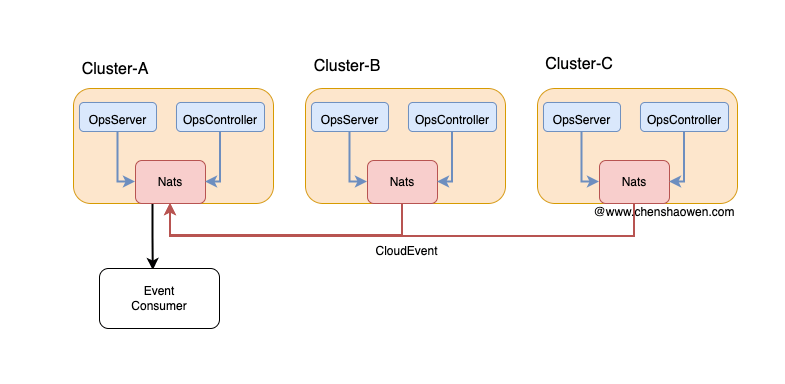 Cluster-A
Cluster-B
Cluster-C
OpsServer
OpsController
OpsServer
OpsController
OpsServer
OpsController
Nats
Nats
Nats
@www.chenshaowen.com
CloudEvent
Event
Consumer